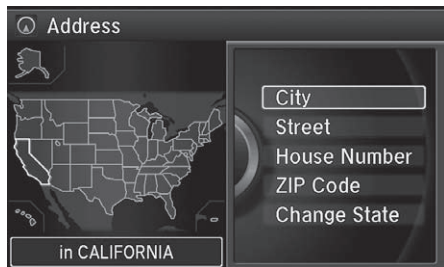 Address
City
Street
House Number
ZIP Code
Change State
in CALIFORNIA